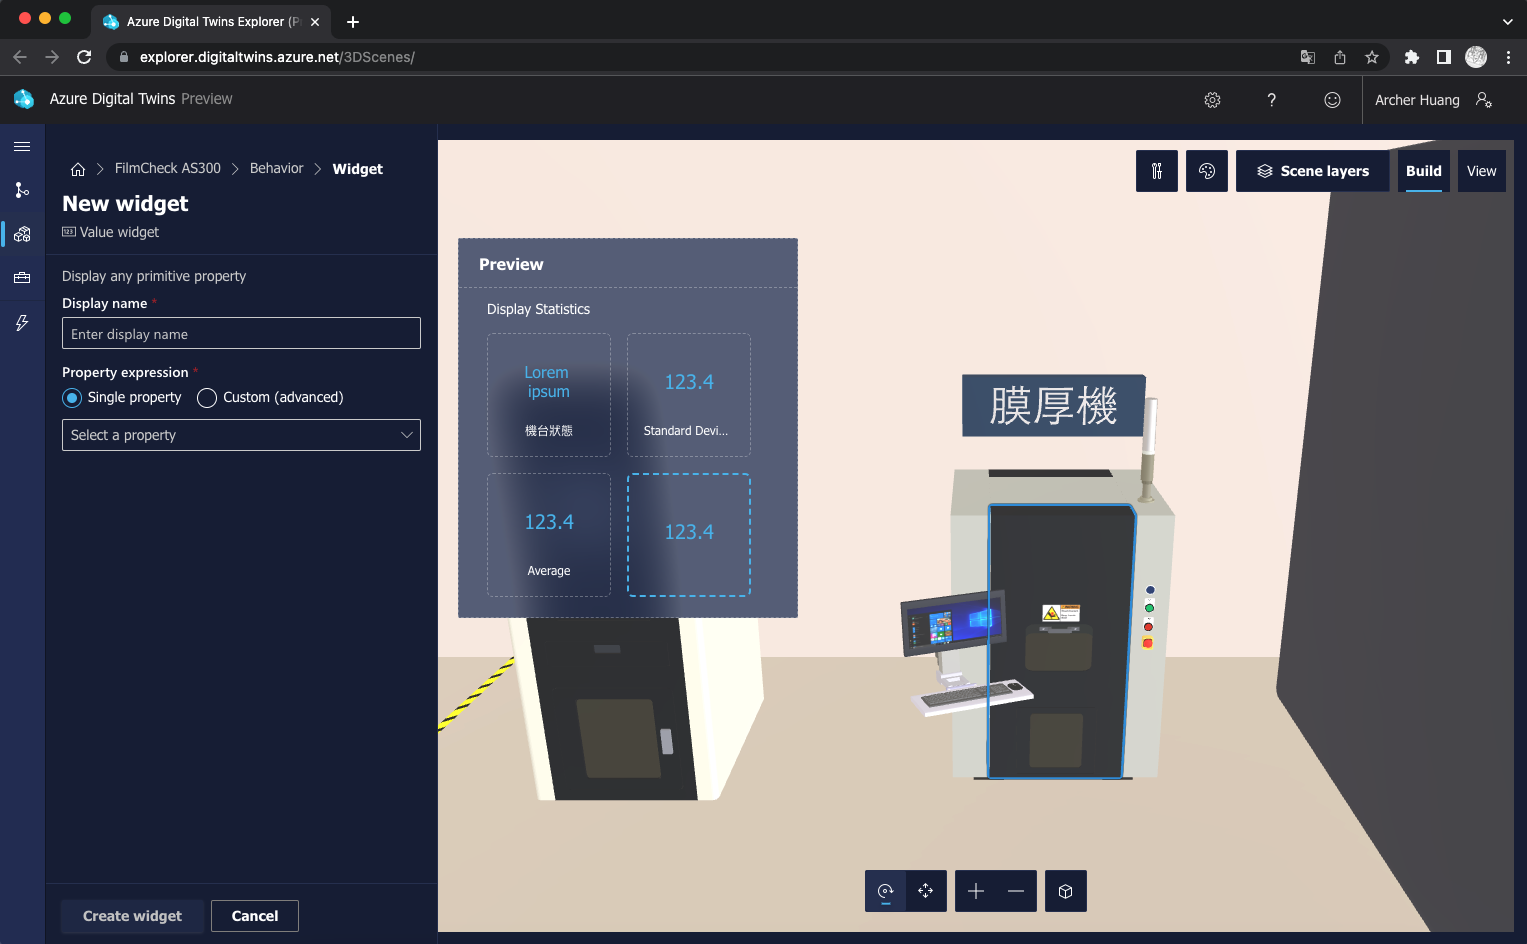 Azure Digital Twins Explorer (P
explorer.digitaltwins.azure.net/3DScenes/
Azure Digital Twins Preview
Archer Huang
FilmCheck AS300 > Behavior > Widget
New widget
123 Value widget
Display any primitive property
Display name *
Enter display name
Property expression *
Single property
Custom (advanced)
Select a property
Create widget
Cancel
Scene layers
Build
View
Preview
Display Statistics
Lorem
ipsum
機台狀態
123.4
Standard Devi...
123.4
Average
123.4
膜厚機